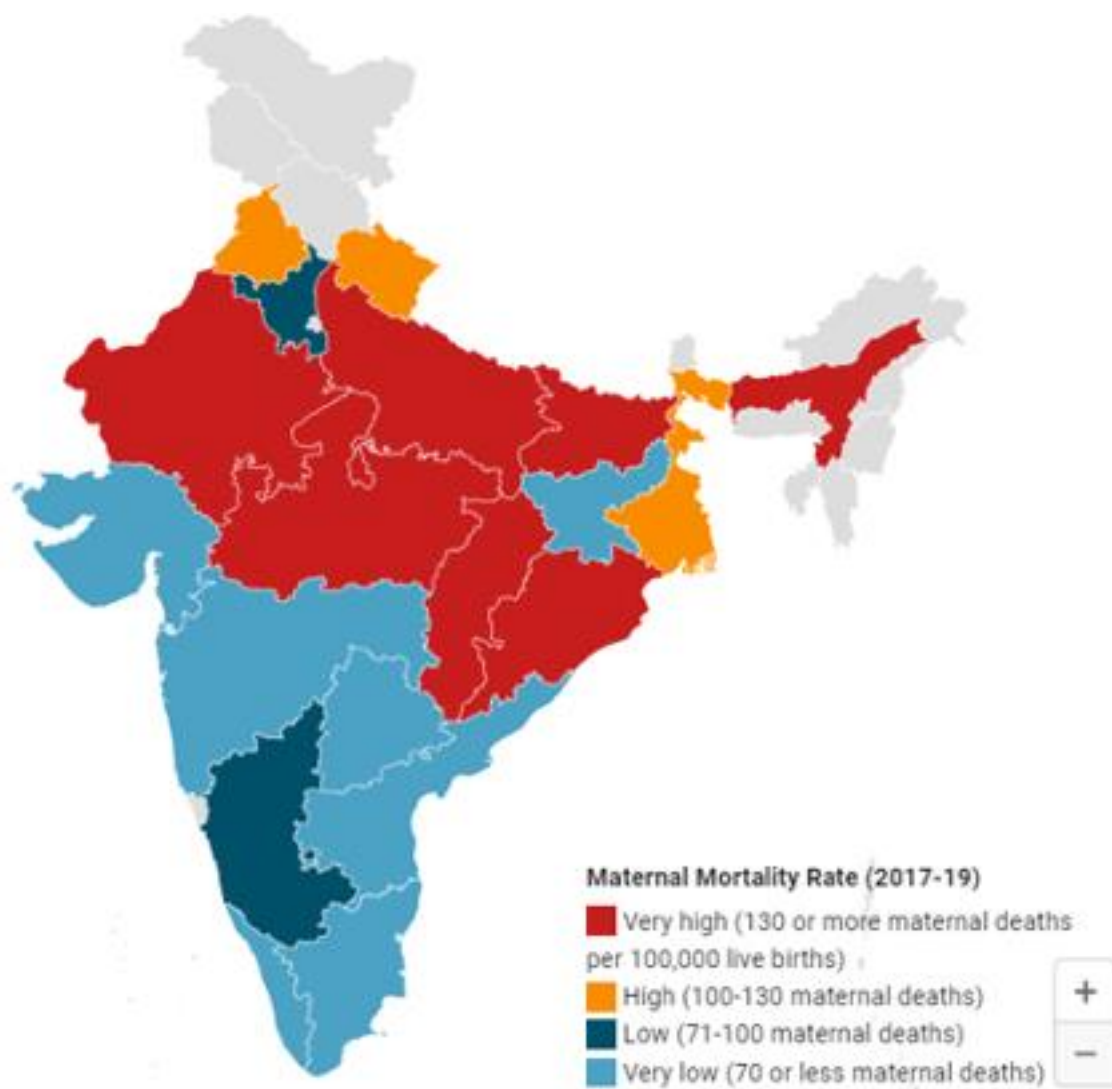 Maternal Mortality Rate (2017-19)
Very high (130 or more maternal deaths
per 100,000 live births)
High (100-130 maternal deaths)
Low (71-100 maternal deaths)
Very low (70 or less maternal deaths)
+
−